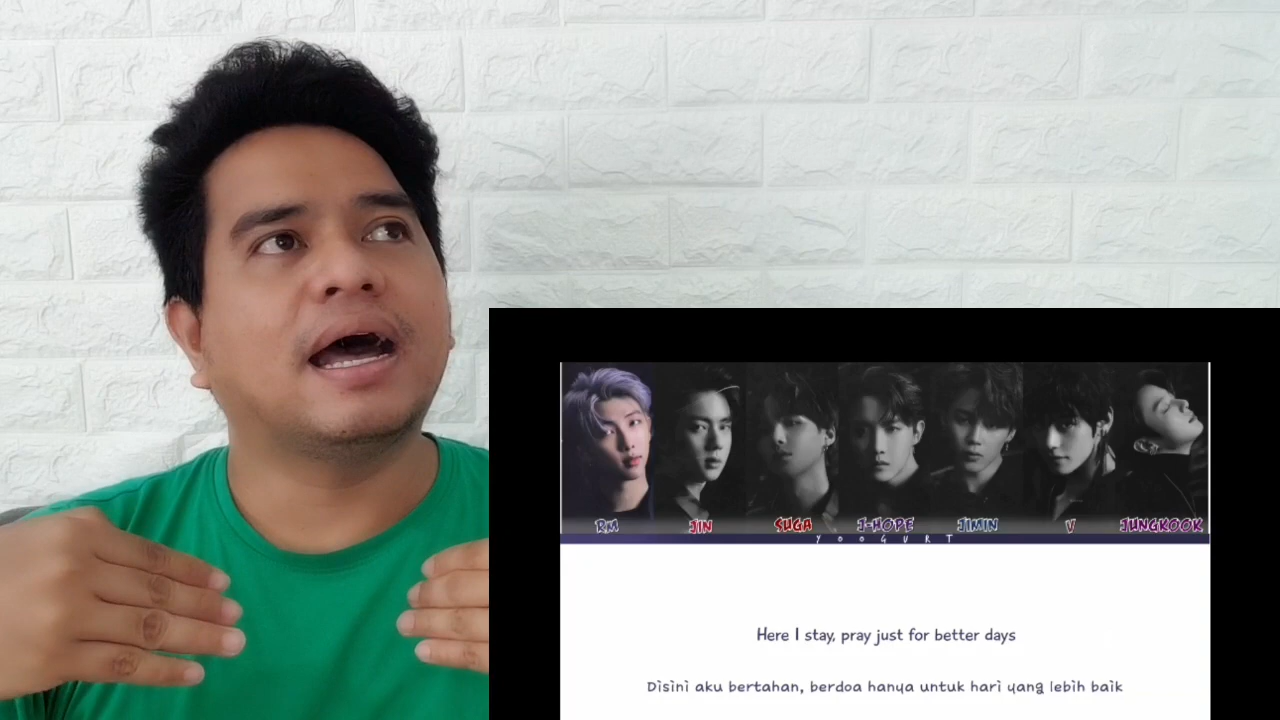 RM JIN SUGA J-HOPE JIMIN V JUNGKOOK
YOOGURT
Here I stay, pray just for better days
Disini aku bertahan, berdoa hanya untuk hari yang lebih baik